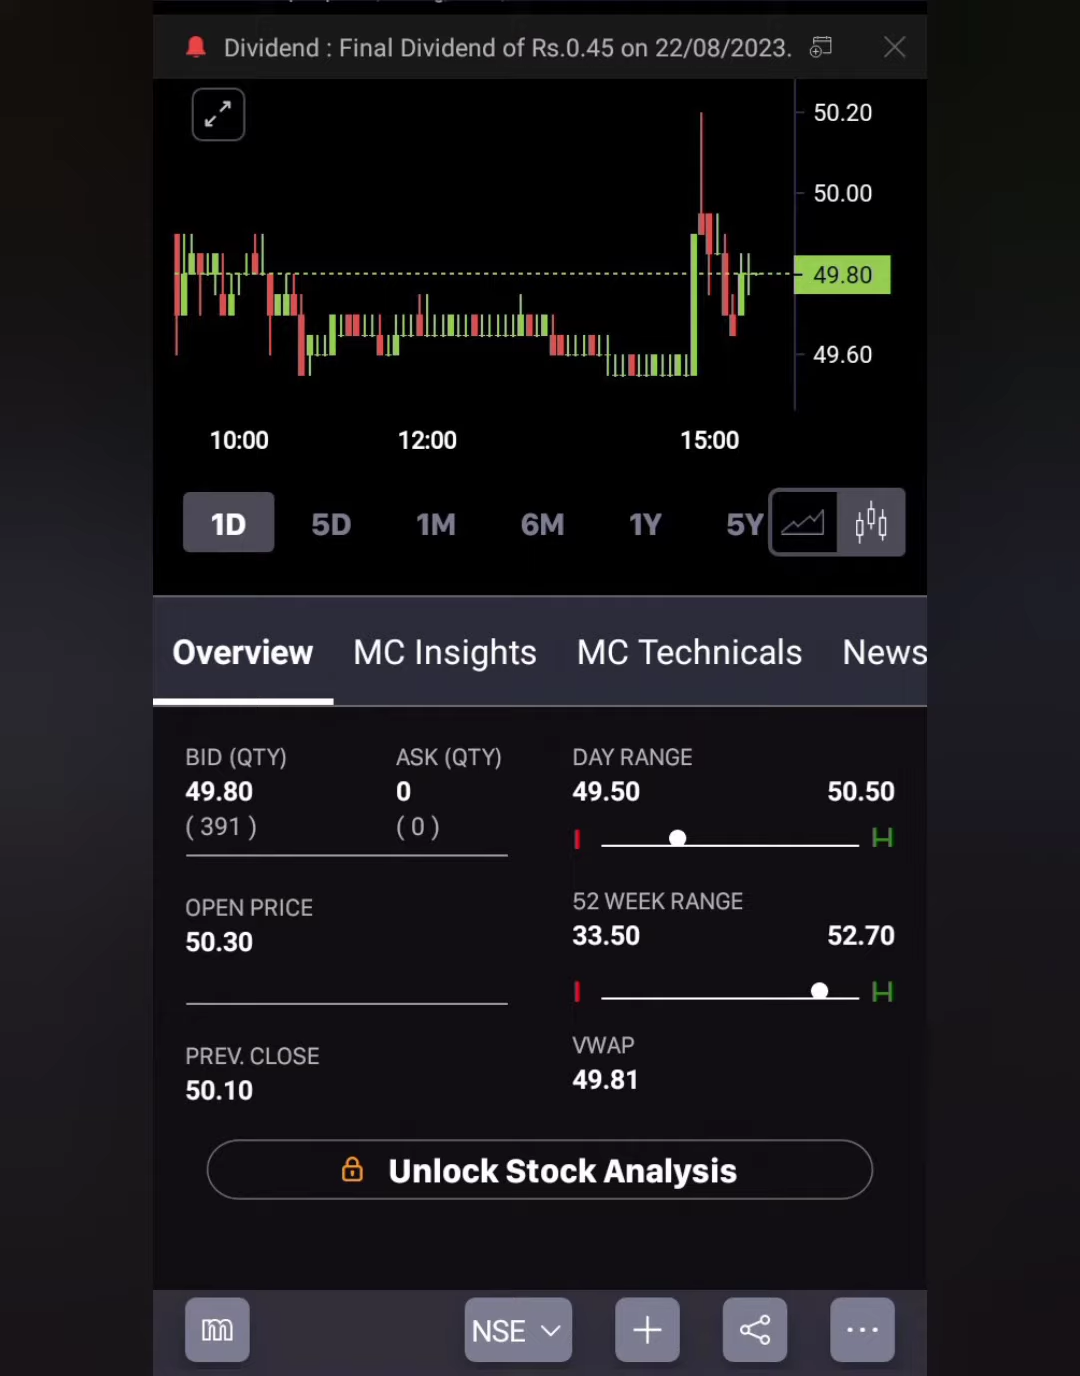 Dividend : Final Dividend of Rs.0.45 on 22/08/2023.
50.20
50.00
49.80
49.60
10:00 12:00 15:00
1D 5D 1M 6M 1Y 5Y
Overview MC Insights MC Technicals News
BID (QTY) ASK (QTY) DAY RANGE
49.80 0 49.50 50.50
( 391 ) ( 0 )
H
OPEN PRICE 52 WEEK RANGE
50.30 33.50 52.70
H
PREV. CLOSE VWAP
50.10 49.81
Unlock Stock Analysis
m NSE